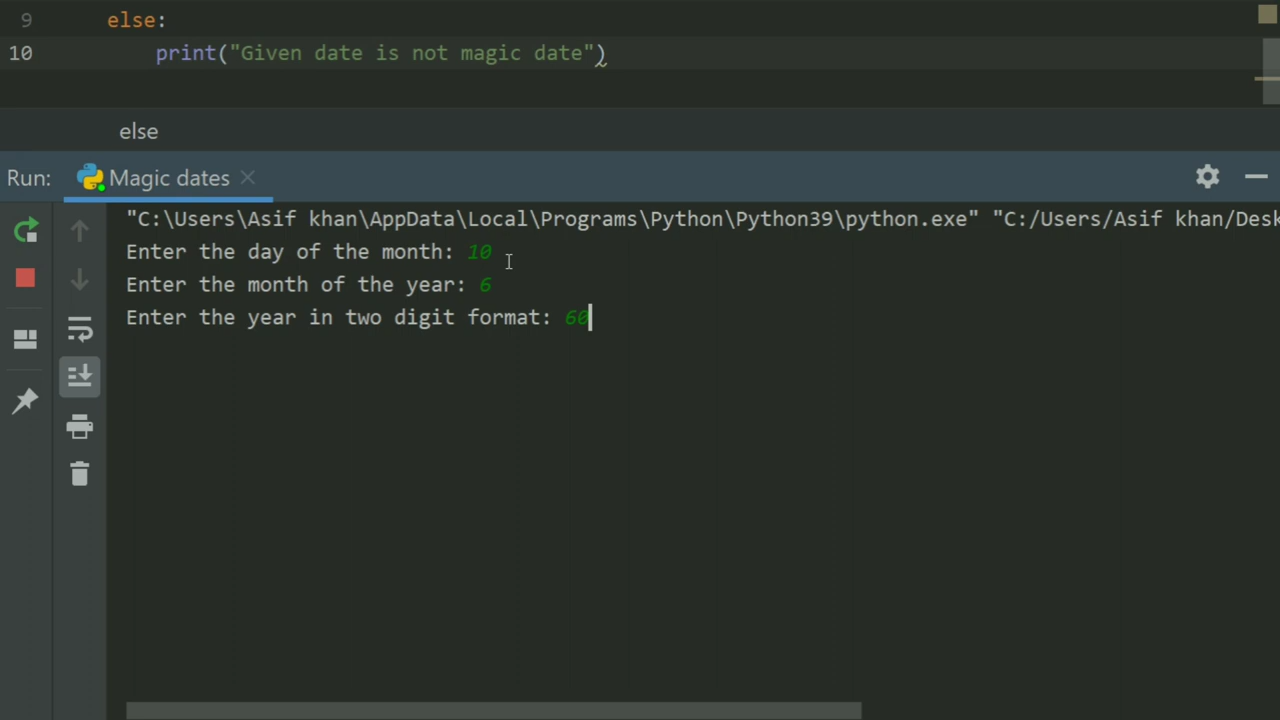 9 else:
10 print("Given date is not magic date")
else
Run: Magic dates
"C:\Users\Asif khan\AppData\Local\Programs\Python\Python39\python.exe" "C:/Users/Asif khan/Desk
Enter the day of the month: 10
Enter the month of the year: 6
Enter the year in two digit format: 60